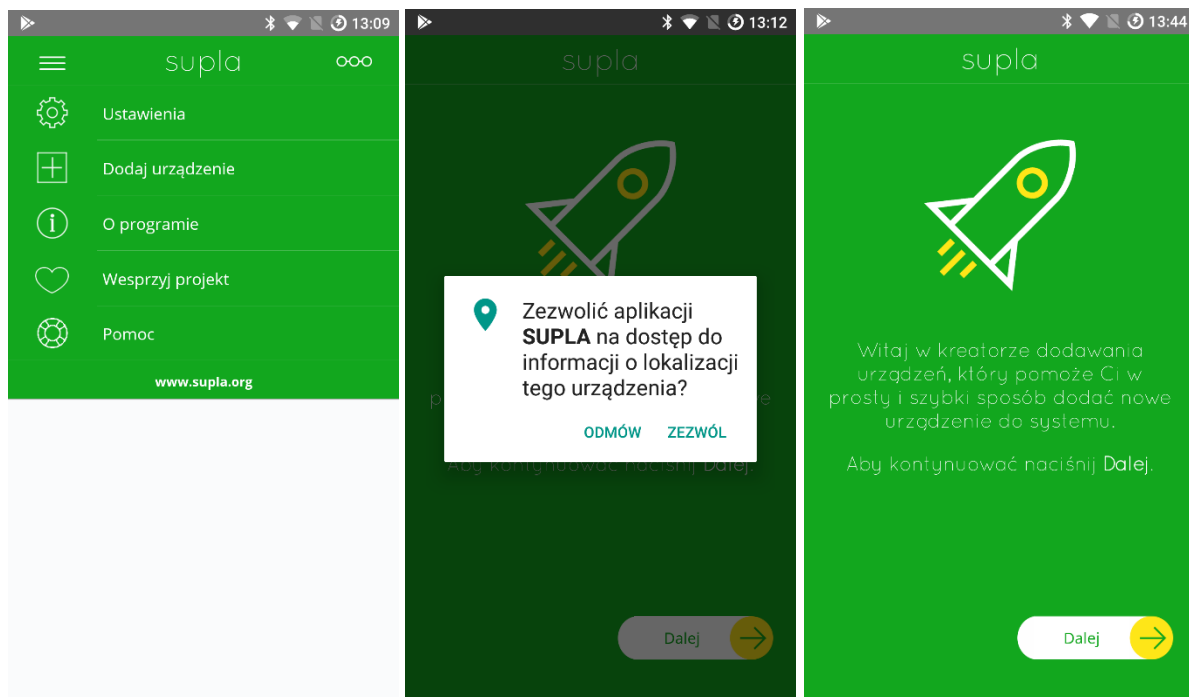 13:09
supla
Ustawienia
Dodaj urządzenie
O programie
Wesprzyj projekt
Pomoc
www.supla.org
13:12
supla
Zezwolić aplikacji
SUPLA na dostęp do
informacji o lokalizacji
tego urządzenia?
ODMÓW ZEZWÓL
Aby kontynuować naciśnij Dalej.
Dalej
13:44
supla
Witaj w kreatorze dodawania
urządzeń, który pomoże Ci w
prosty i szybki sposób dodać nowe
urządzenie do systemu.
Aby kontynuować naciśnij Dalej.
Dalej